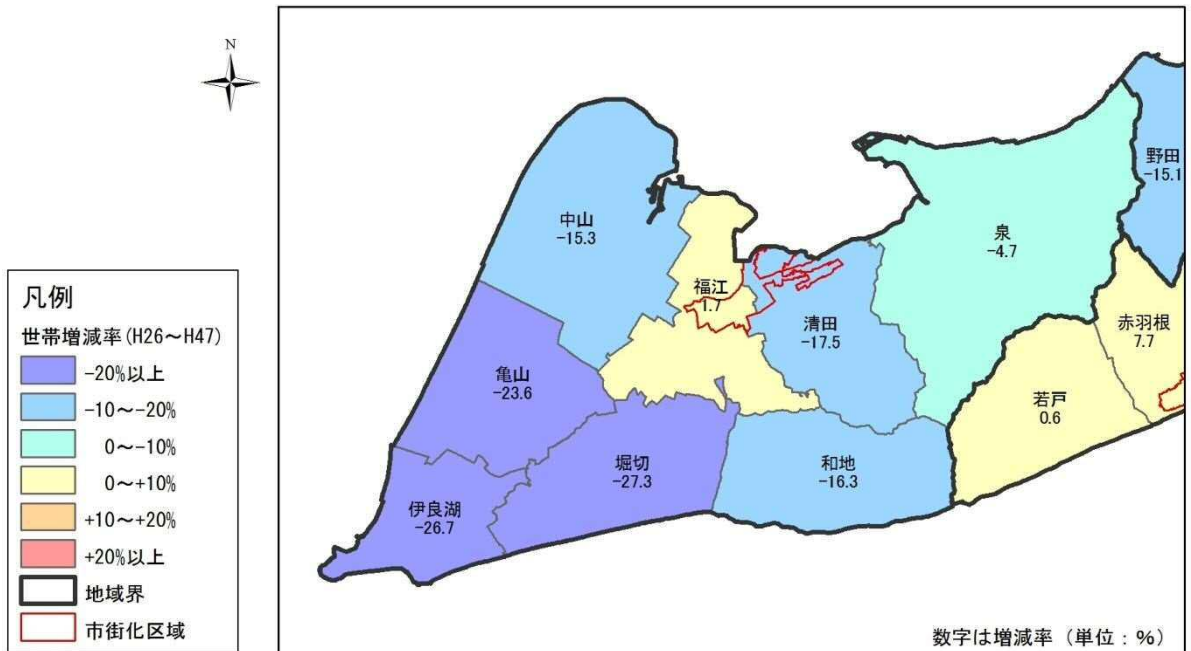 N
凡例
世帯増減率(H26～H47)
-20%以上
-10～-20%
0～-10%
0～+10%
+10～+20%
+20%以上
地域界
市街化区域
野田
-15.1
中山
-15.3
泉
-4.7
福江
1.7
清田
-17.5
赤羽根
7.7
亀山
-23.6
若戸
0.6
堀切
-27.3
和地
-16.3
伊良湖
-26.7
数字は増減率（単位：%）